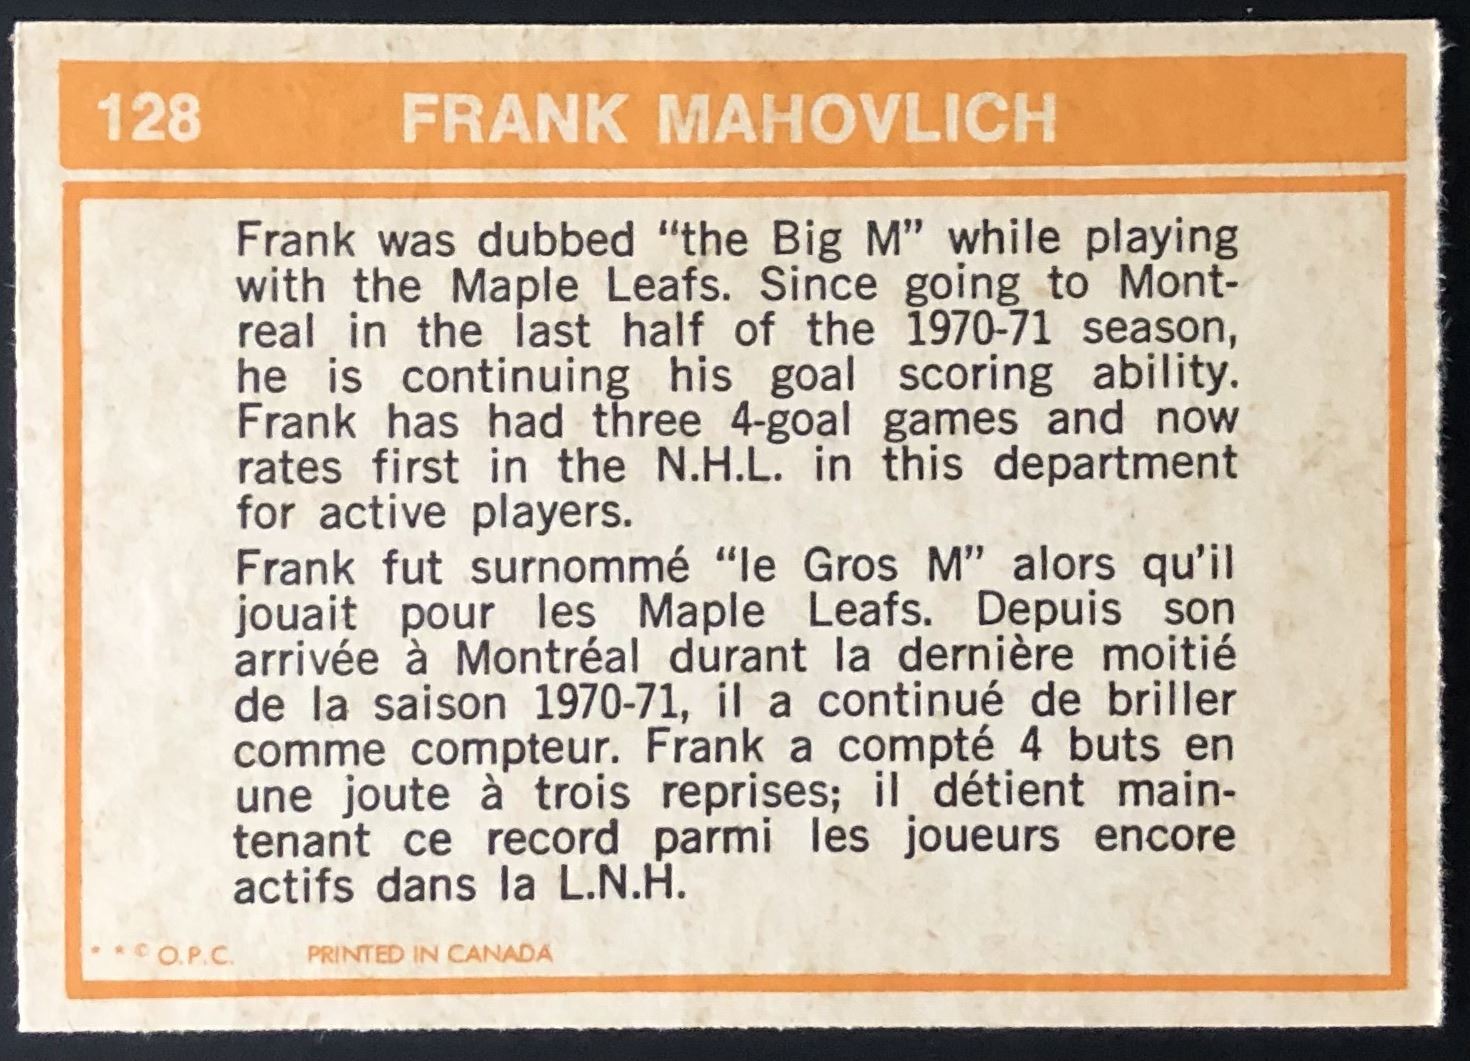 128 FRANK MAHOVLICH
Frank was dubbed “the Big M” while playing
with the Maple Leafs. Since going to Mont-
real in the last half of the 1970-71 season,
he is continuing his goal scoring ability.
Frank has had three 4-goal games and now
rates first in the N.H.L. in this department
for active players.
Frank fut surnommé “le Gros M” alors qu'il
jouait pour les Maple Leafs. Depuis son
arrivée à Montréal durant la dernière moitié
de la saison 1970-71, il a continué de briller
comme compteur. Frank a compté 4 buts en
une joute à trois reprises; il détient main-
tenant ce record parmi les joueurs encore
actifs dans la L.N.H.
* * © O.P.C. PRINTED IN CANADA